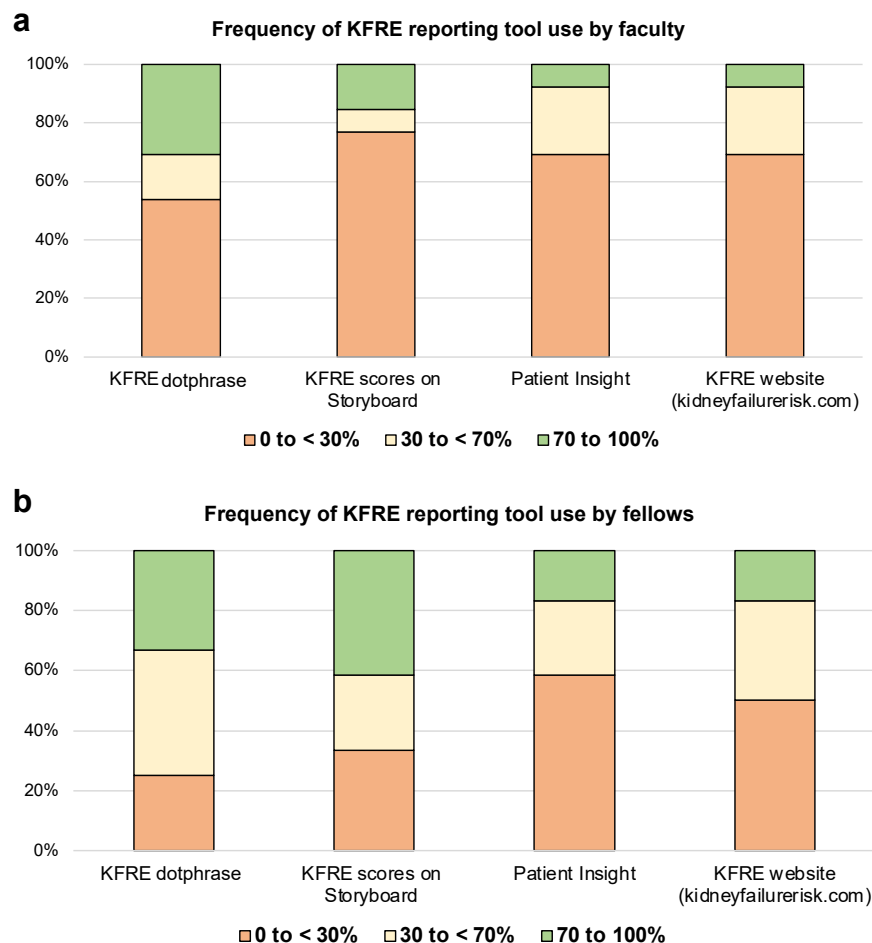 a
Frequency of KFRE reporting tool use by faculty
100%
80%
60%
40%
20%
0%
KFRE dotphrase
KFRE scores on
Storyboard
Patient Insight
KFRE website
(kidneyfailurerisk.com)
0 to < 30% 30 to < 70% 70 to 100%
b
Frequency of KFRE reporting tool use by fellows
100%
80%
60%
40%
20%
0%
KFRE dotphrase
KFRE scores on
Storyboard
Patient Insight
KFRE website
(kidneyfailurerisk.com)
0 to < 30% 30 to < 70% 70 to 100%